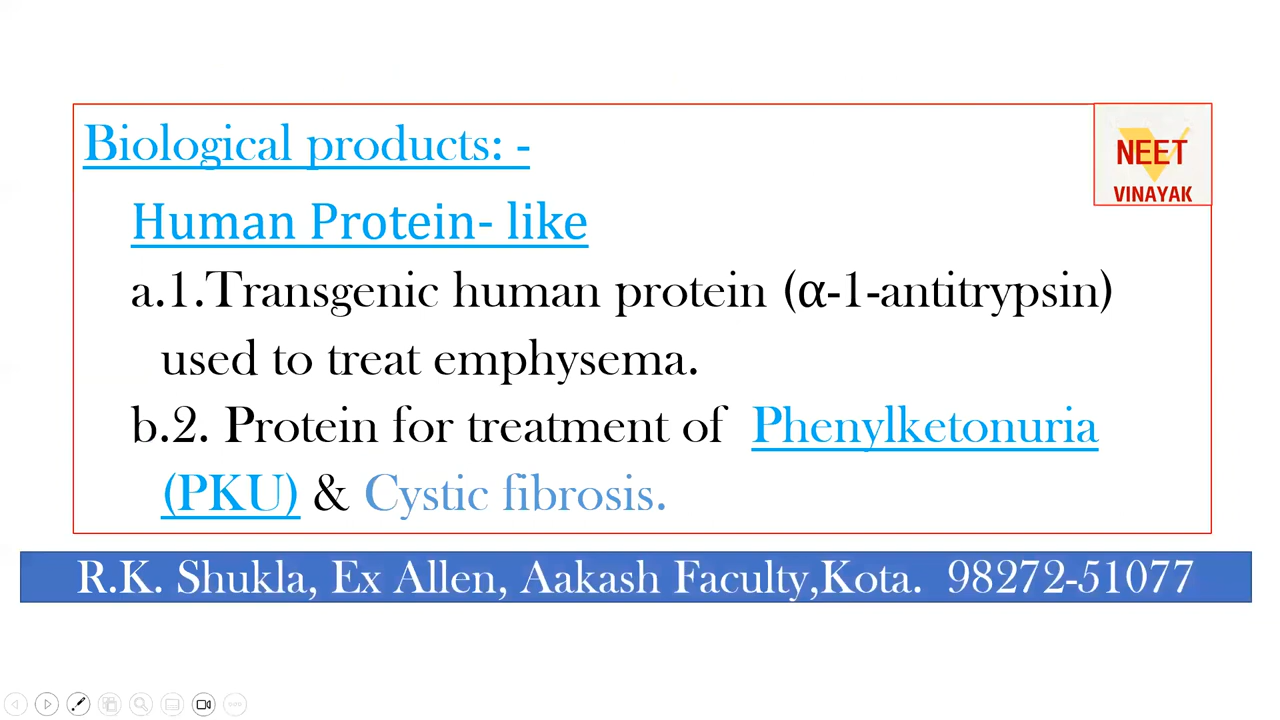 Biological products: -
NEET
VINAYAK
Human Protein- like
a.1.Transgenic human protein (α-1-antitrypsin)
used to treat emphysema.
b.2. Protein for treatment of Phenylketonuria
(PKU) & Cystic fibrosis.
R.K. Shukla, Ex Allen, Aakash Faculty,Kota. 98272-51077